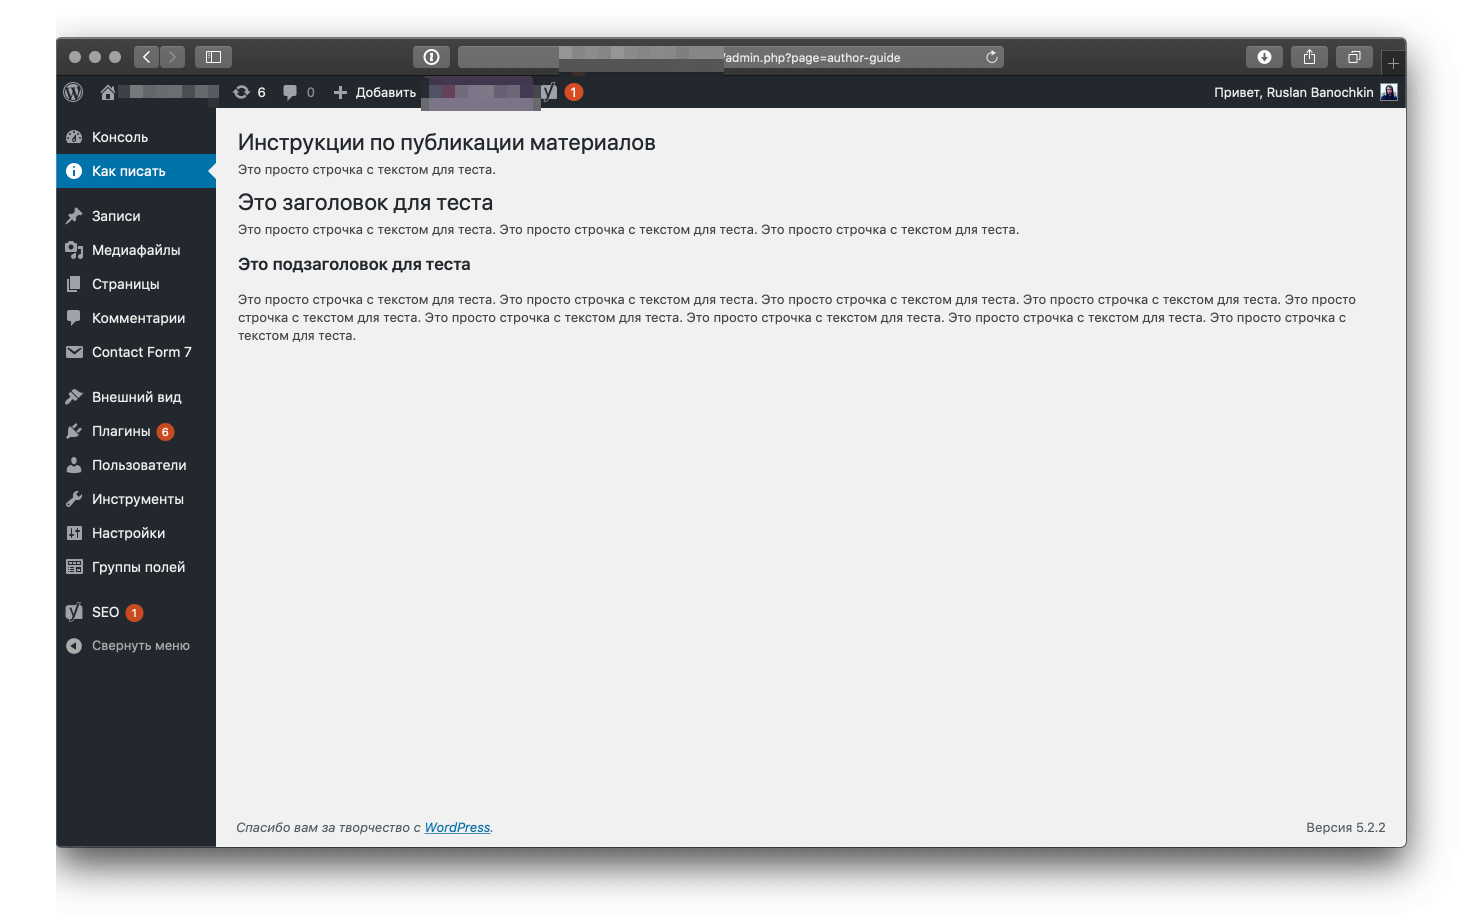 /admin.php?page=author-guide
6 0 Добавить 1 Привет, Ruslan Banochkin
Консоль
Как писать
Записи
Медиафайлы
Страницы
Комментарии
Contact Form 7
Внешний вид
Плагины 6
Пользователи
Инструменты
Настройки
Группы полей
SEO 1
Свернуть меню
Инструкции по публикации материалов
Это просто строчка с текстом для теста.
Это заголовок для теста
Это просто строчка с текстом для теста. Это просто строчка с текстом для теста. Это просто строчка с текстом для теста.
Это подзаголовок для теста
Это просто строчка с текстом для теста. Это просто строчка с текстом для теста. Это просто строчка с текстом для теста. Это просто строчка с текстом для теста. Это просто
строчка с текстом для теста. Это просто строчка с текстом для теста. Это просто строчка с текстом для теста. Это просто строчка с текстом для теста. Это просто строчка с
текстом для теста.
Спасибо вам за творчество с WordPress.
Версия 5.2.2